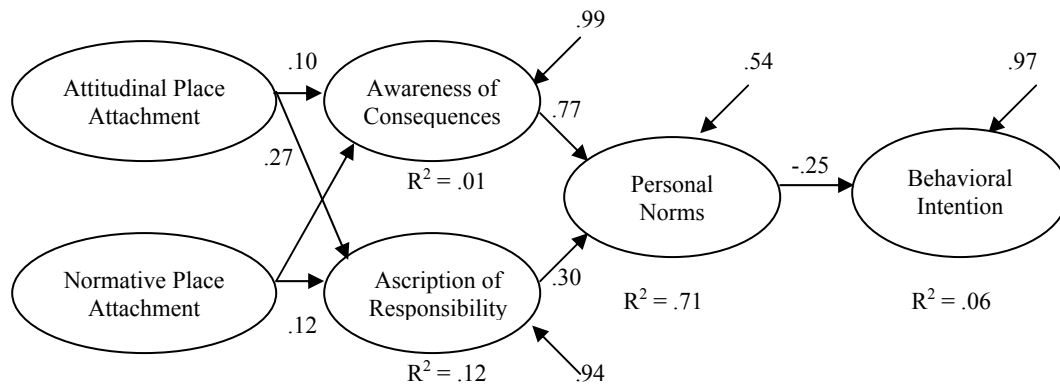 .99
.54
.97
.10
Attitudinal Place
Attachment
Awareness of
Consequences
.77
.27
R² = .01
Personal
Norms
-.25
Behavioral
Intention
Normative Place
Attachment
Ascription of
Responsibility
.30
R² = .71
R² = .06
.12
R² = .12
.94